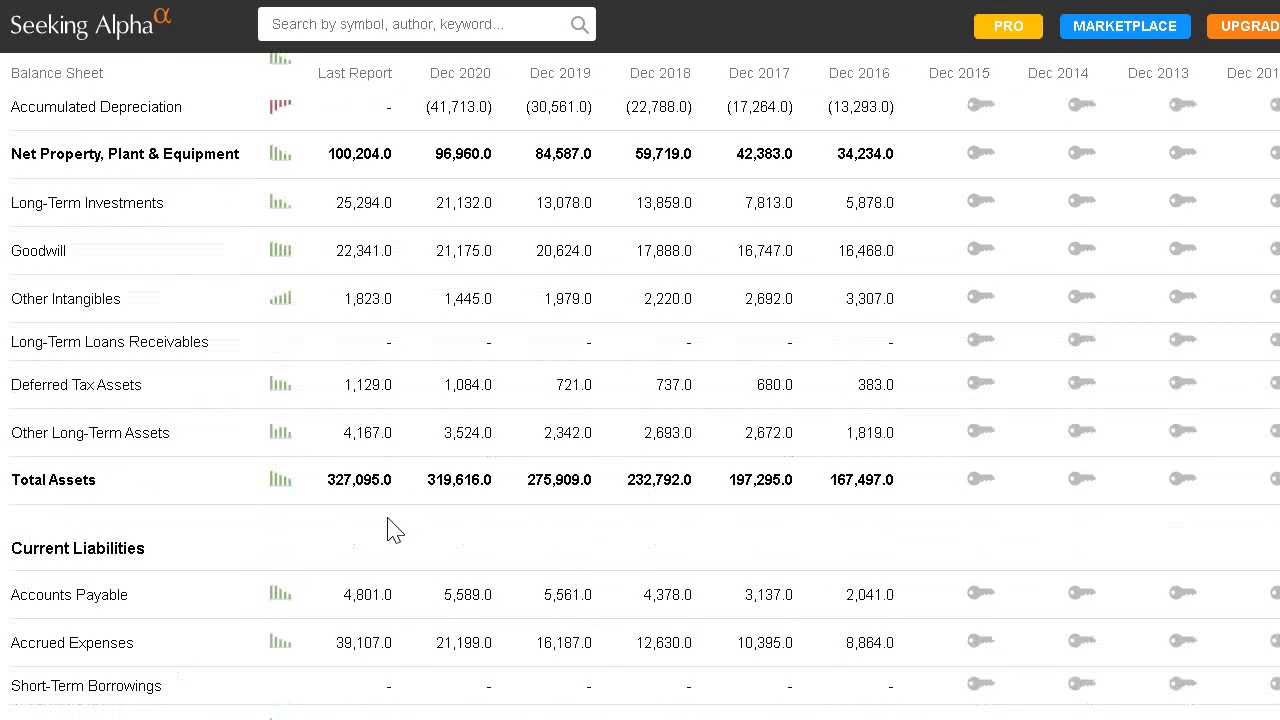 Seeking Alpha α
Search by symbol, author, keyword...
PRO
MARKETPLACE
UPGRAD
Balance Sheet Last Report Dec 2020 Dec 2019 Dec 2018 Dec 2017 Dec 2016 Dec 2015 Dec 2014 Dec 2013 Dec 201
Accumulated Depreciation - (41,713.0) (30,561.0) (22,788.0) (17,264.0) (13,293.0)
Net Property, Plant & Equipment 100,204.0 96,960.0 84,587.0 59,719.0 42,383.0 34,234.0
Long-Term Investments 25,294.0 21,132.0 13,078.0 13,859.0 7,813.0 5,878.0
Goodwill 22,341.0 21,175.0 20,624.0 17,888.0 16,747.0 16,468.0
Other Intangibles 1,823.0 1,445.0 1,979.0 2,220.0 2,692.0 3,307.0
Long-Term Loans Receivables - - - - - -
Deferred Tax Assets 1,129.0 1,084.0 721.0 737.0 680.0 383.0
Other Long-Term Assets 4,167.0 3,524.0 2,342.0 2,693.0 2,672.0 1,819.0
Total Assets 327,095.0 319,616.0 275,909.0 232,792.0 197,295.0 167,497.0
Current Liabilities
Accounts Payable 4,801.0 5,589.0 5,561.0 4,378.0 3,137.0 2,041.0
Accrued Expenses 39,107.0 21,199.0 16,187.0 12,630.0 10,395.0 8,864.0
Short-Term Borrowings - - - - - -